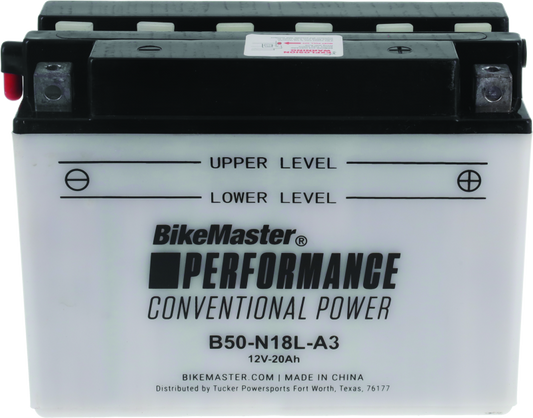 UPPER LEVEL
LOWER LEVEL
BikeMaster®
PERFORMANCE
CONVENTIONAL POWER
B50-N18L-A3
12V-20Ah
BIKEMASTER.COM | MADE IN CHINA
Distributed by Tucker Powersports Fort Worth, Texas, 76177